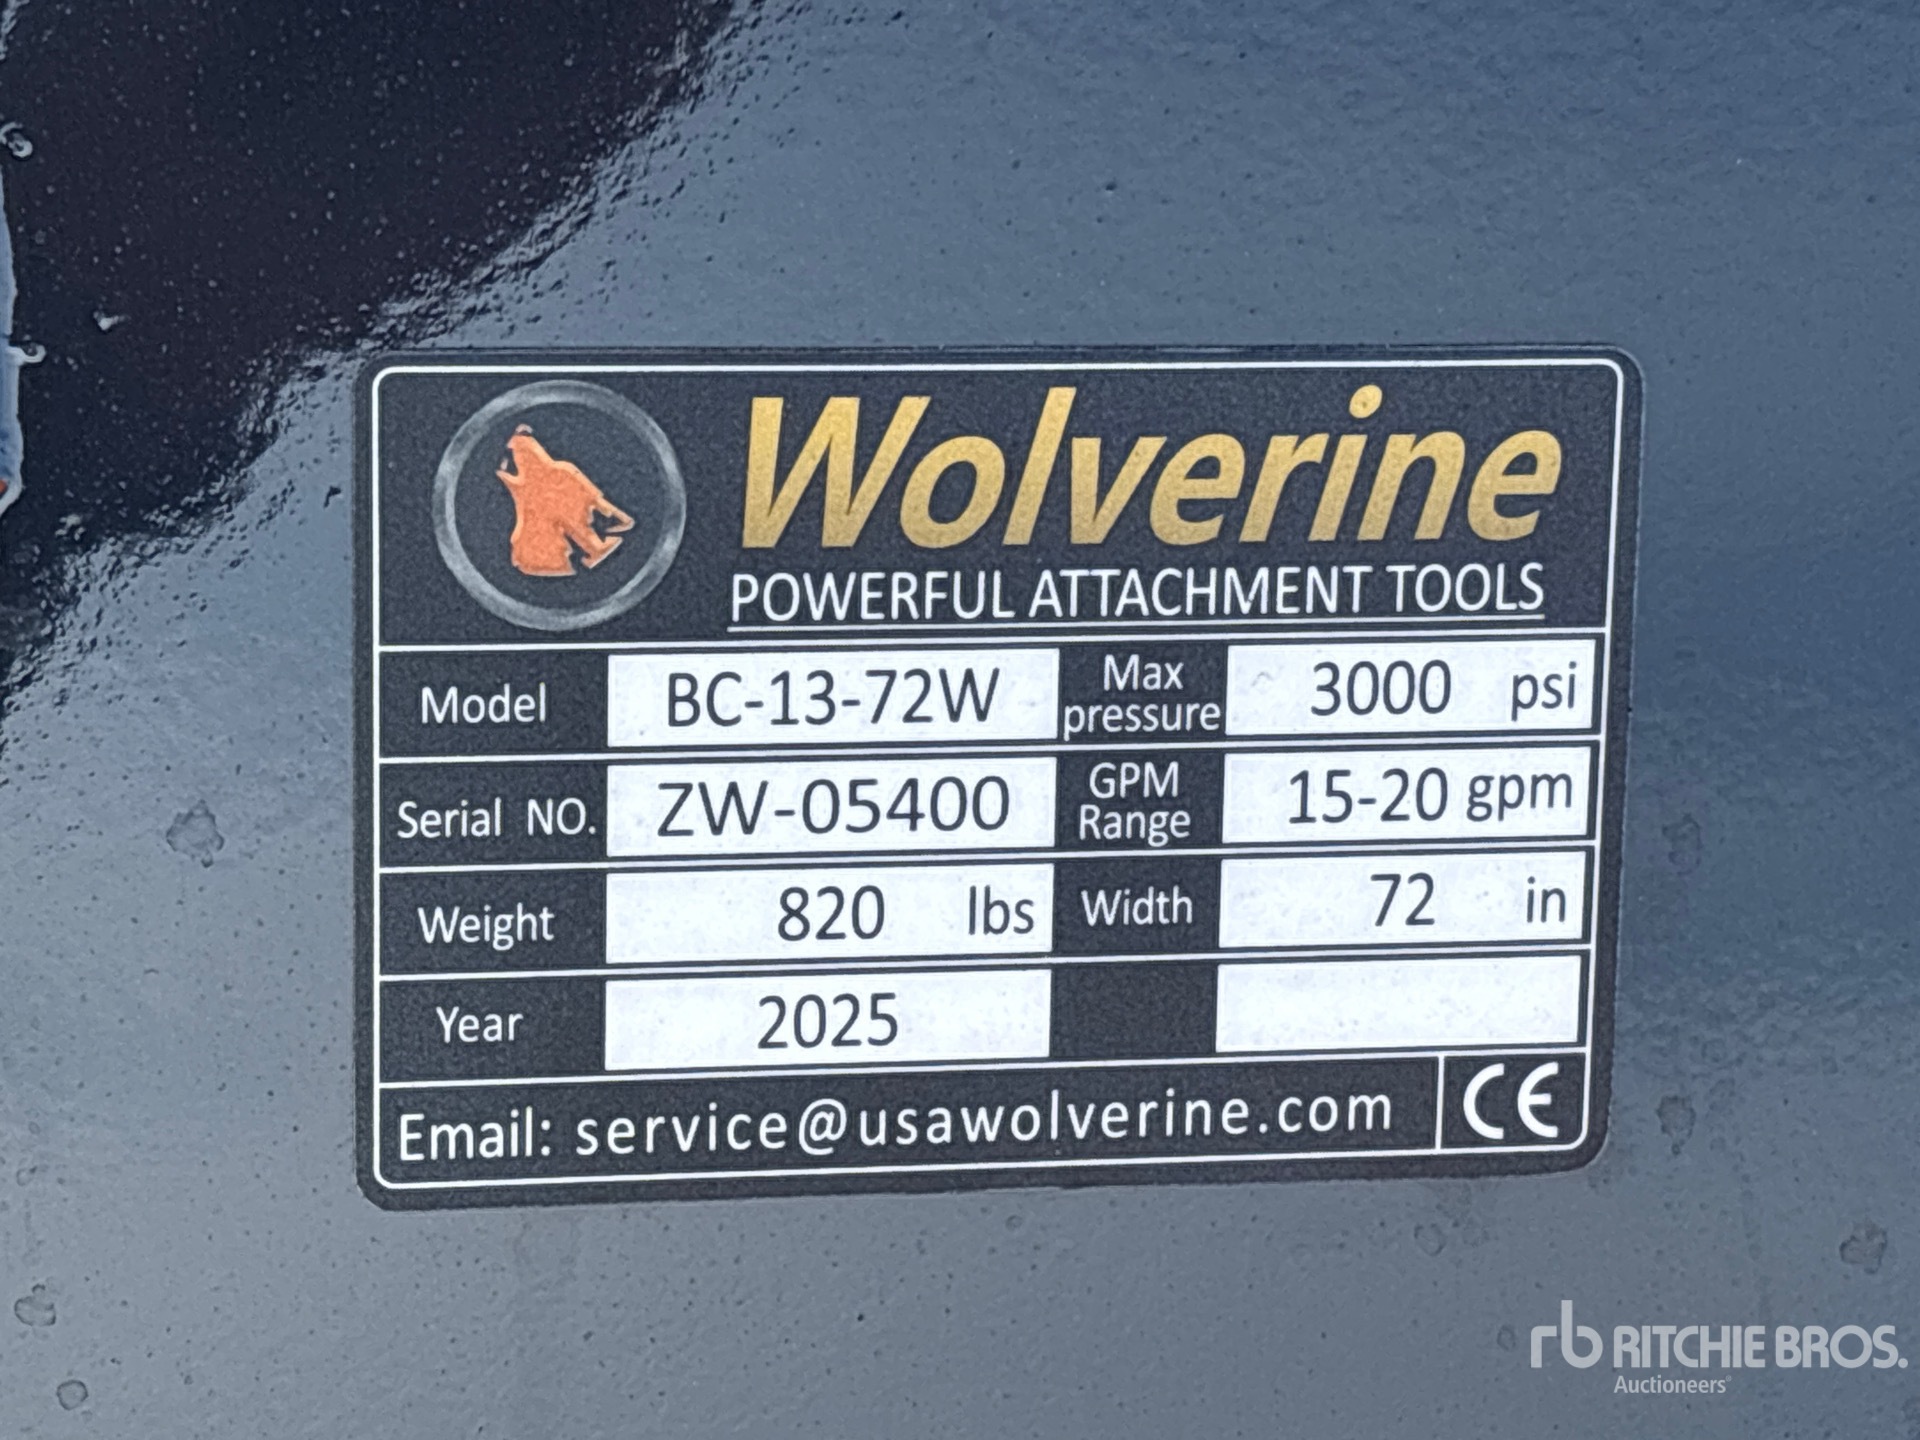 Wolverine
POWERFUL ATTACHMENT TOOLS
Model BC-13-72W Max pressure 3000 psi
Serial NO. ZW-05400 GPM Range 15-20 gpm
Weight 820 lbs Width 72 in
Year 2025
Email: service@usawolverine.com CE
rb RITCHIE BROS.
Auctioneers